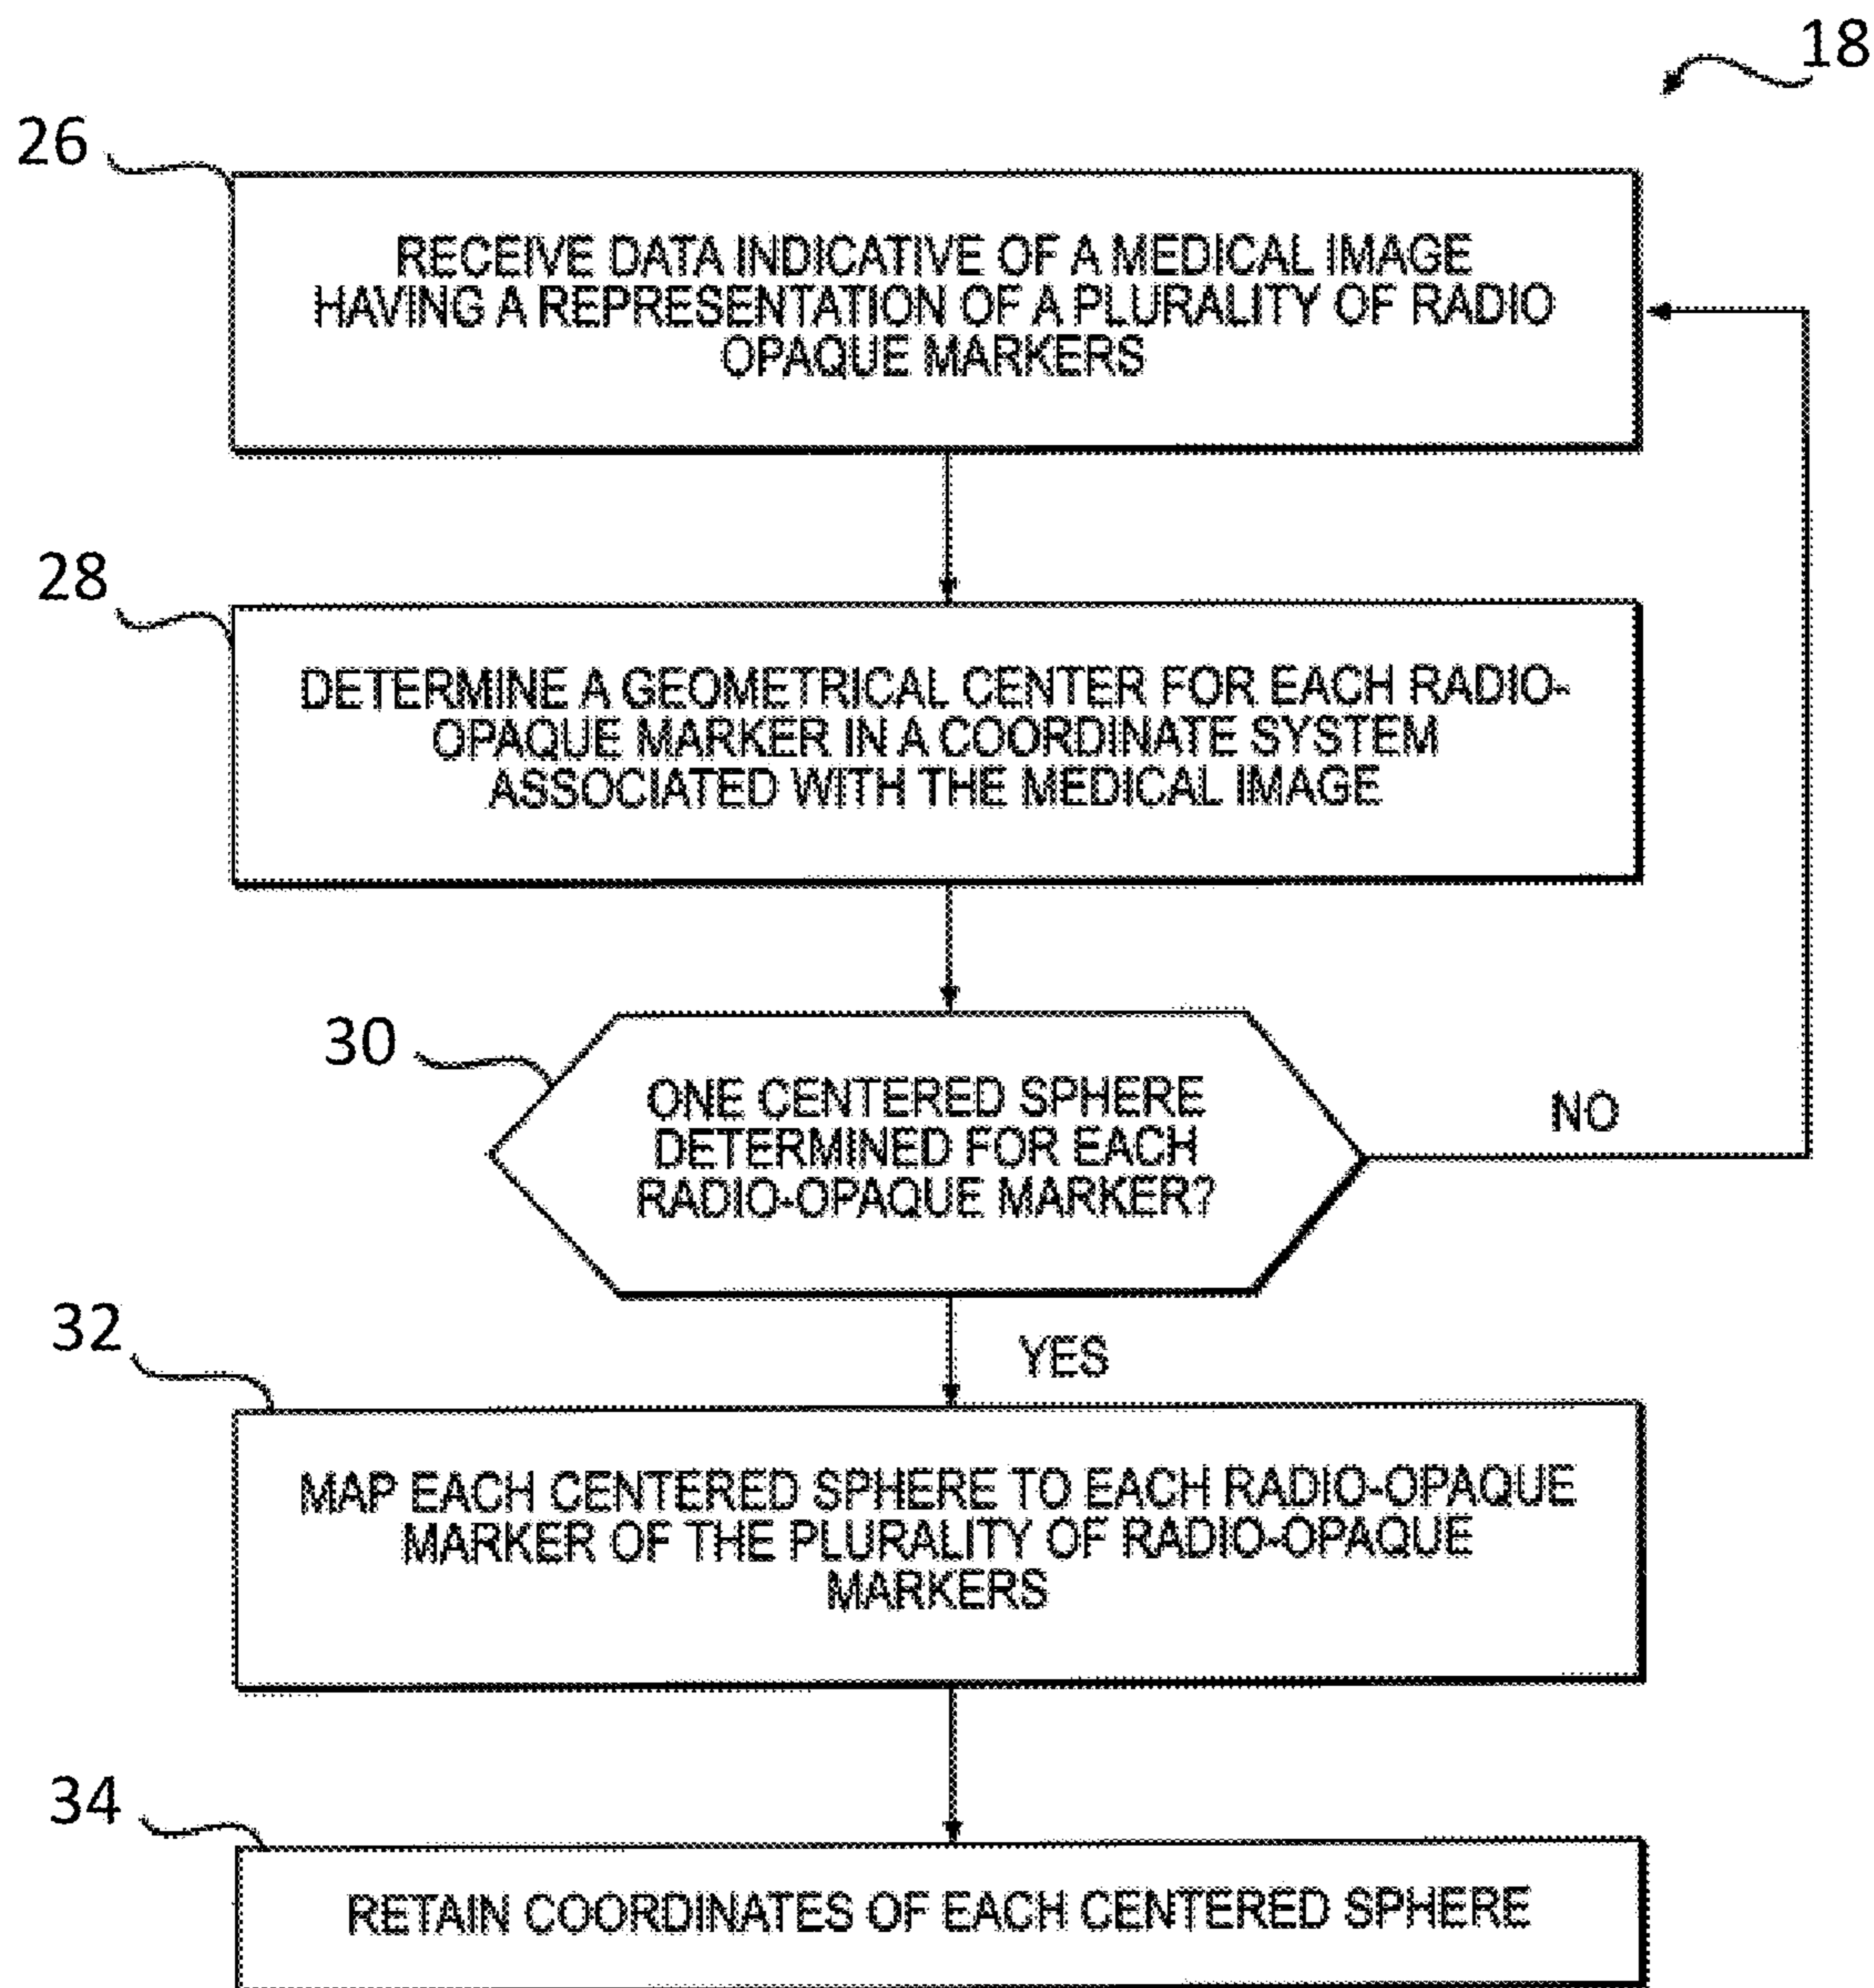 18
26
RECEIVE DATA INDICATIVE OF A MEDICAL IMAGE
HAVING A REPRESENTATION OF A PLURALITY OF RADIO
OPAQUE MARKERS
28
DETERMINE A GEOMETRICAL CENTER FOR EACH RADIO-
OPAQUE MARKER IN A COORDINATE SYSTEM
ASSOCIATED WITH THE MEDICAL IMAGE
30
ONE CENTERED SPHERE
DETERMINED FOR EACH
RADIO-OPAQUE MARKER?
NO
YES
32
MAP EACH CENTERED SPHERE TO EACH RADIO-OPAQUE
MARKER OF THE PLURALITY OF RADIO-OPAQUE
MARKERS
34
RETAIN COORDINATES OF EACH CENTERED SPHERE